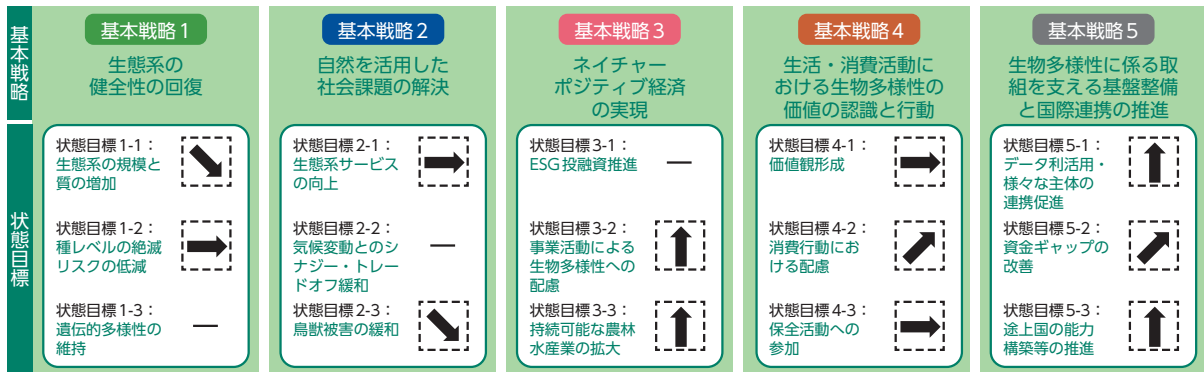 基本戦略
基本戦略1
生態系の
健全性の回復
基本戦略2
自然を活用した
社会課題の解決
基本戦略3
ネイチャー
ポジティブ経済
の実現
基本戦略4
生活・消費活動に
おける生物多様性の
価値の認識と行動
基本戦略5
生物多様性に係る取
組を支える基盤整備
と国際連携の推進
状態目標
状態目標1-1：
生態系の規模と
質の増加
状態目標1-2：
種レベルの絶滅
リスクの低減
状態目標1-3：
遺伝的多様性の
維持
―
状態目標2-1：
生態系サービス
の向上
状態目標2-2：
気候変動とのシ
ナジー・トレー
ドオフ緩和
―
状態目標2-3：
鳥獣被害の緩和
状態目標3-1：
ESG投融資推進
―
状態目標3-2：
事業活動による
生物多様性への
配慮
状態目標3-3：
持続可能な農林
水産業の拡大
状態目標4-1：
価値観形成
状態目標4-2：
消費行動にお
ける配慮
状態目標4-3：
保全活動への
参加
状態目標5-1：
データ利活用・
様々な主体の
連携促進
状態目標5-2：
資金ギャップの
改善
状態目標5-3：
途上国の能力
構築等の推進